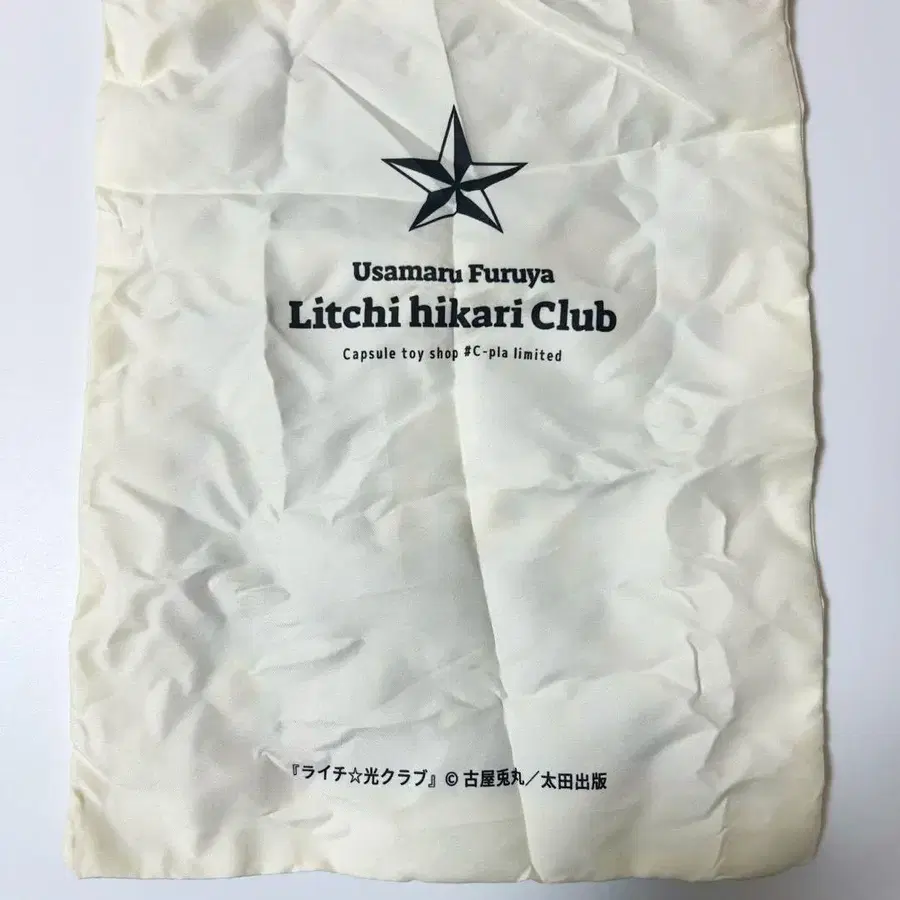 Usamaru Furuya
Litchi hikari Club
Capsule toy shop #C-pla limited
『ライチ☆光クラブ』© 古屋兎丸／太田出版